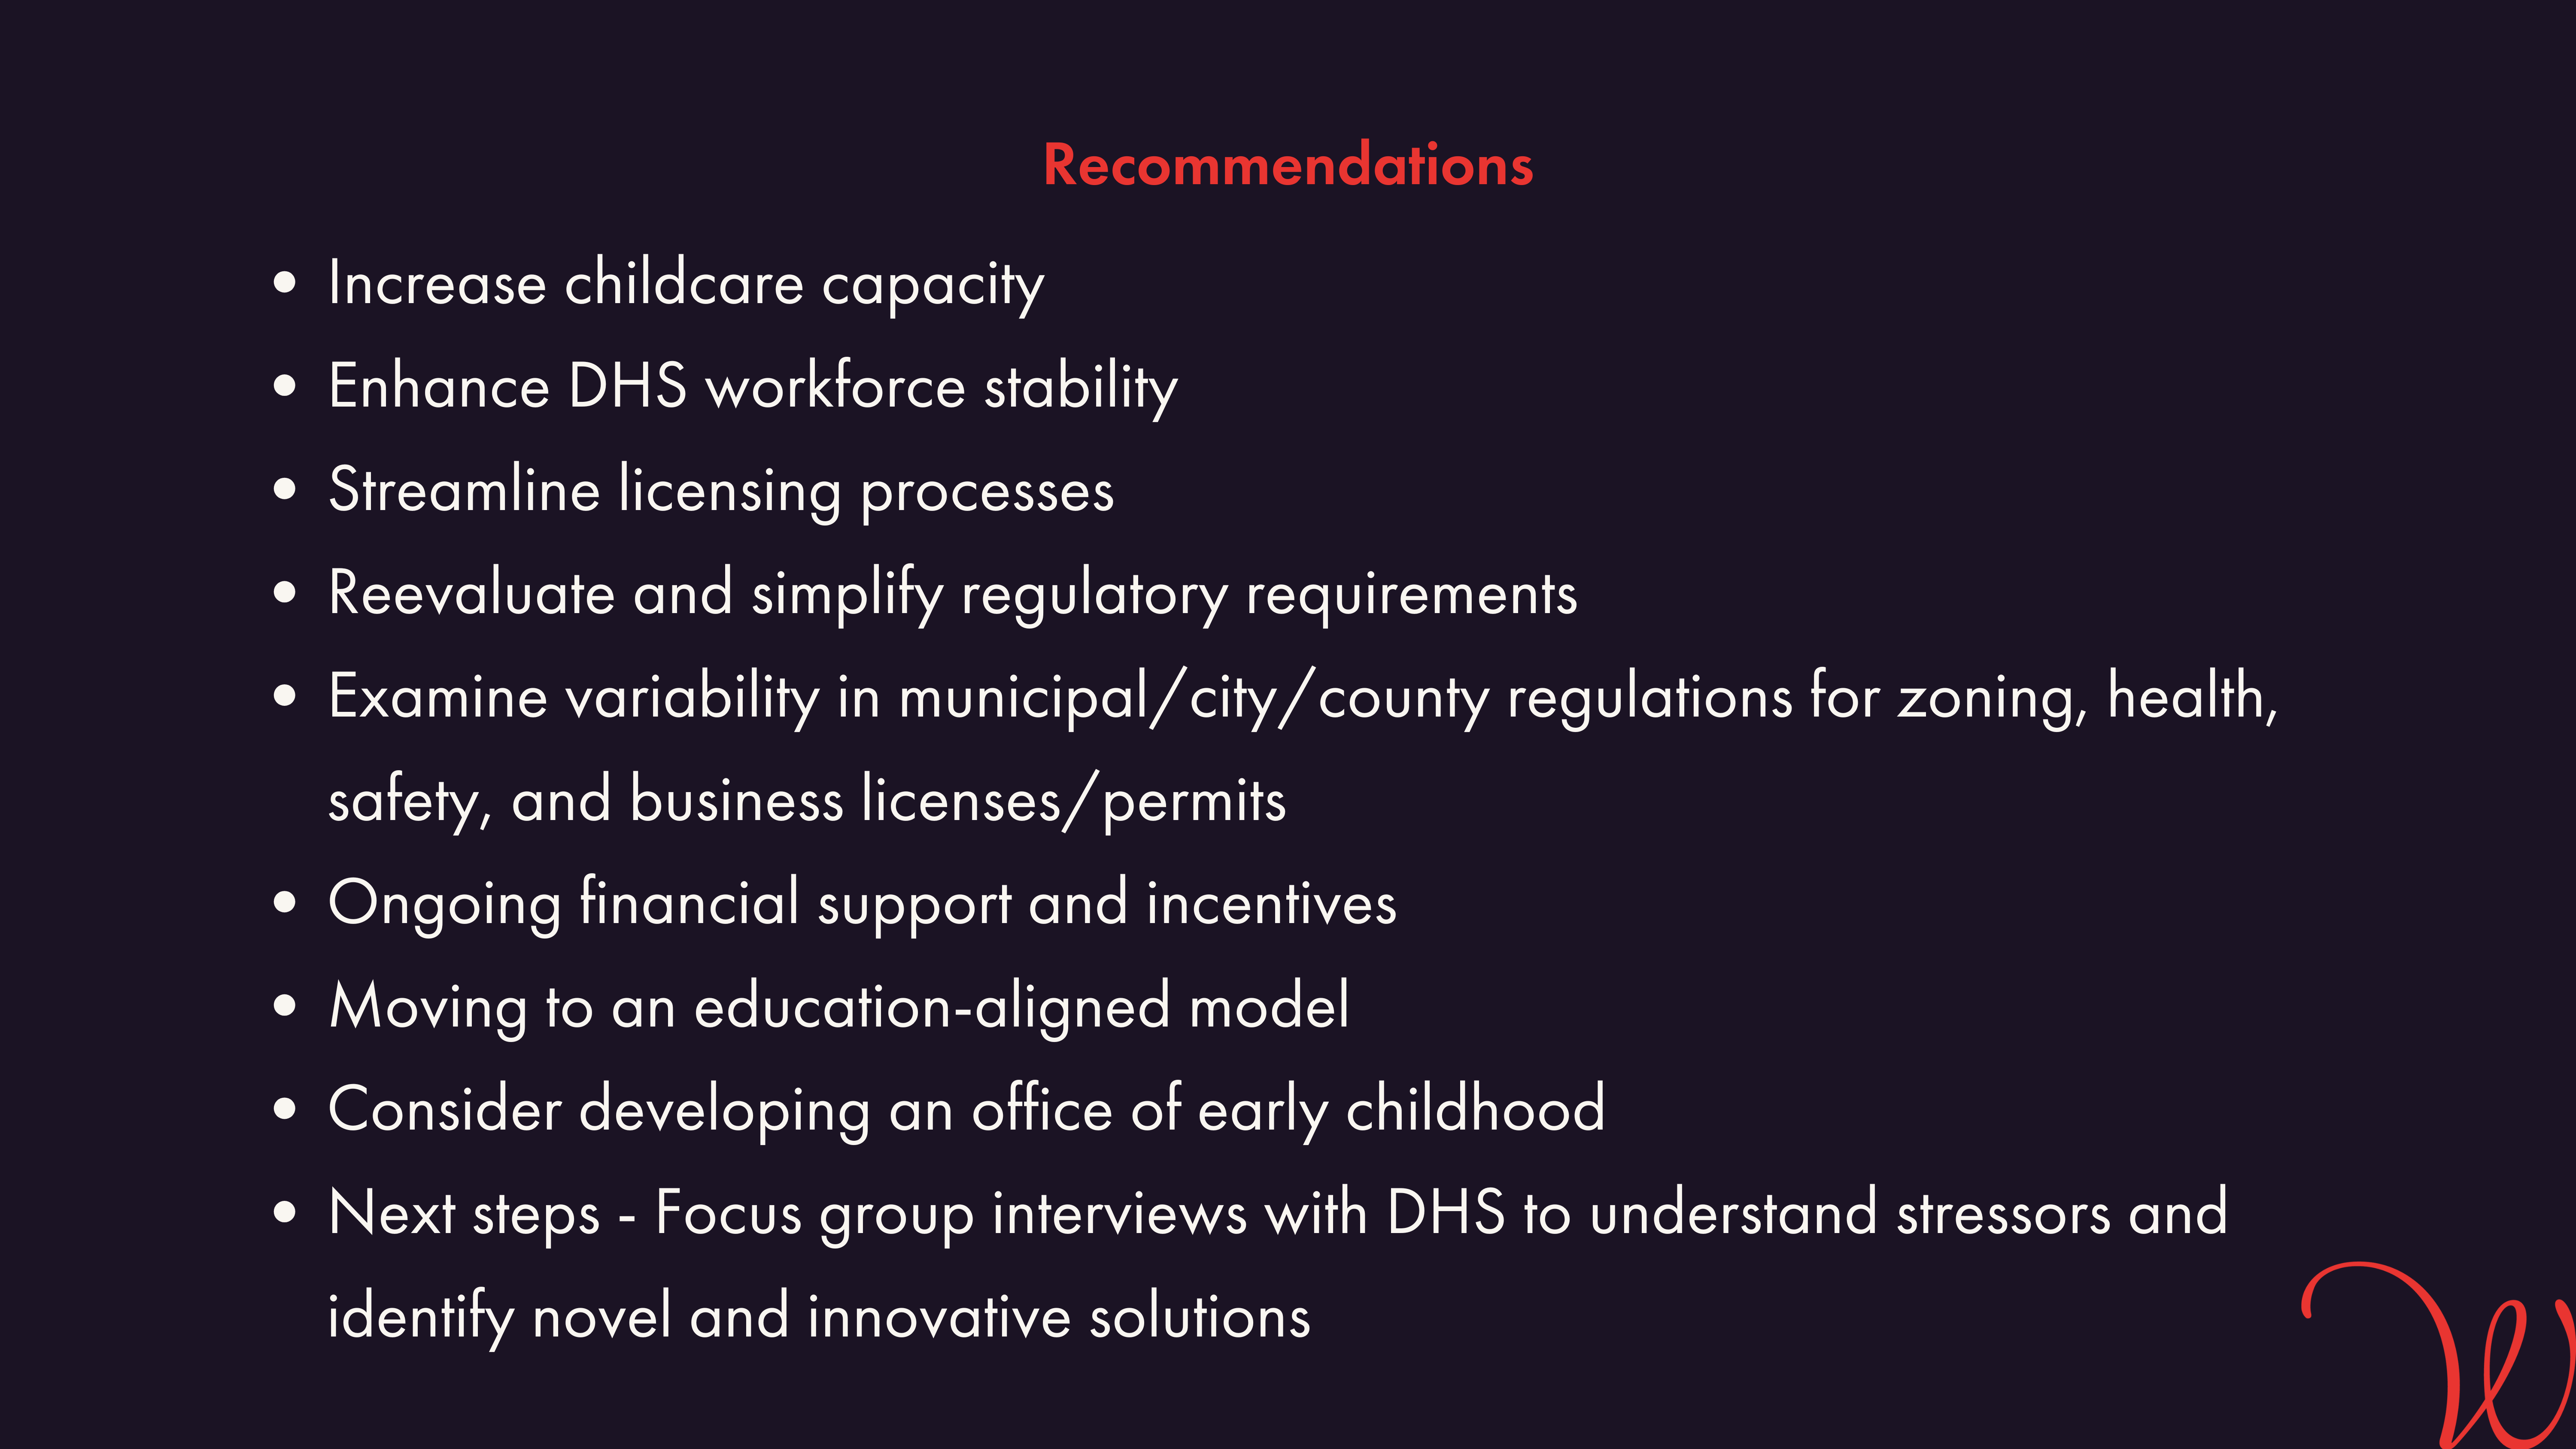 Recommendations
• Increase childcare capacity
• Enhance DHS workforce stability
• Streamline licensing processes
• Reevaluate and simplify regulatory requirements
• Examine variability in municipal/city/county regulations for zoning, health,
safety, and business licenses/permits
• Ongoing financial support and incentives
• Moving to an education-aligned model
• Consider developing an office of early childhood
• Next steps - Focus group interviews with DHS to understand stressors and
identify novel and innovative solutions
W